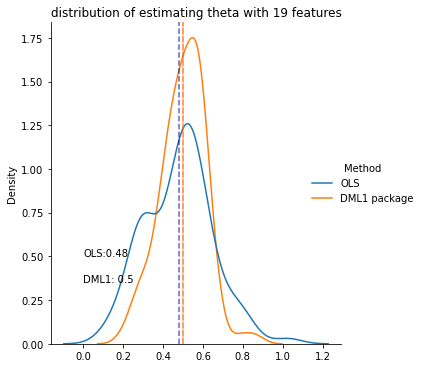 distribution of estimating theta with 19 features
1.75
1.50
1.25
1.00
0.75
0.50
0.25
0.00
Density
OLS:0.48
DML1: 0.5
Method
OLS
DML1 package
0.0 0.2 0.4 0.6 0.8 1.0 1.2